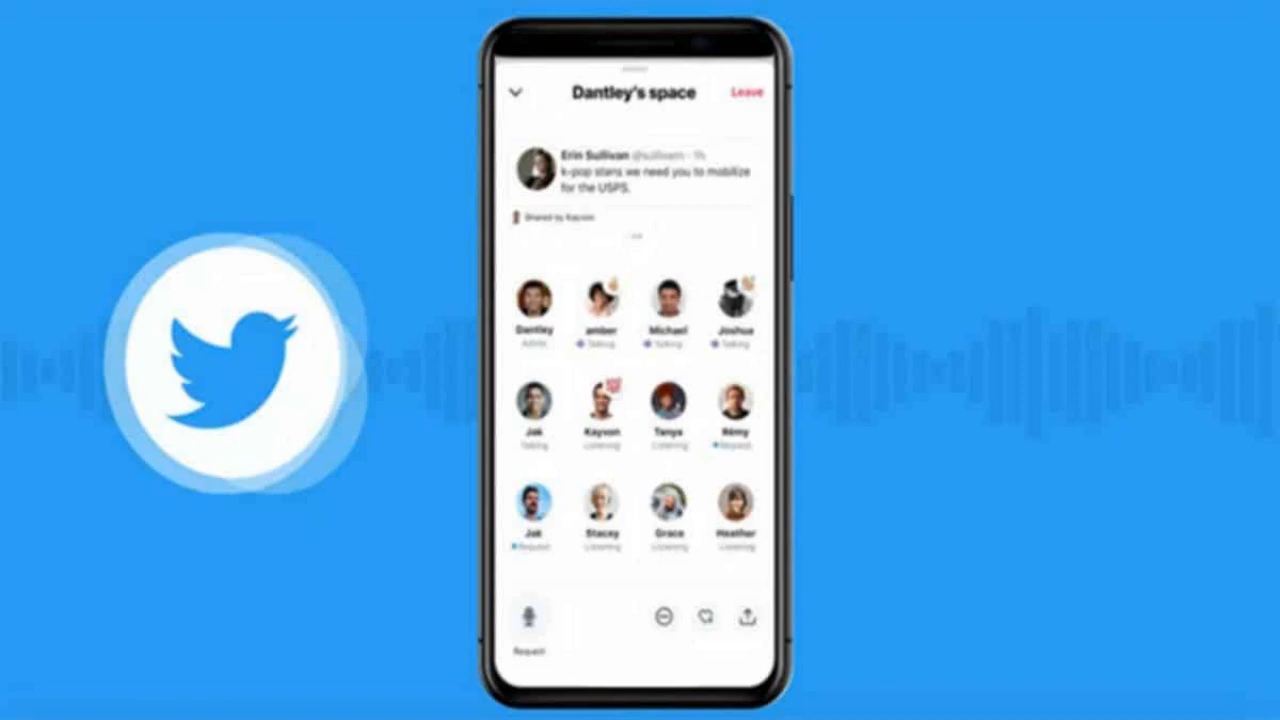 Dantley's space
Leave
Erin Sullivan @sullivem · 1h
k-pop stans we need you to mobilize
for the USPS.
Shared by Kayvon
Dantley amber Michael Joshua
Admin Talking Talking Talking
Jak Kayvon Tanya Rémy
Talking Listening Listening Request
Jak Stacey Grace Heather
Request Listening Listening Listening
Request